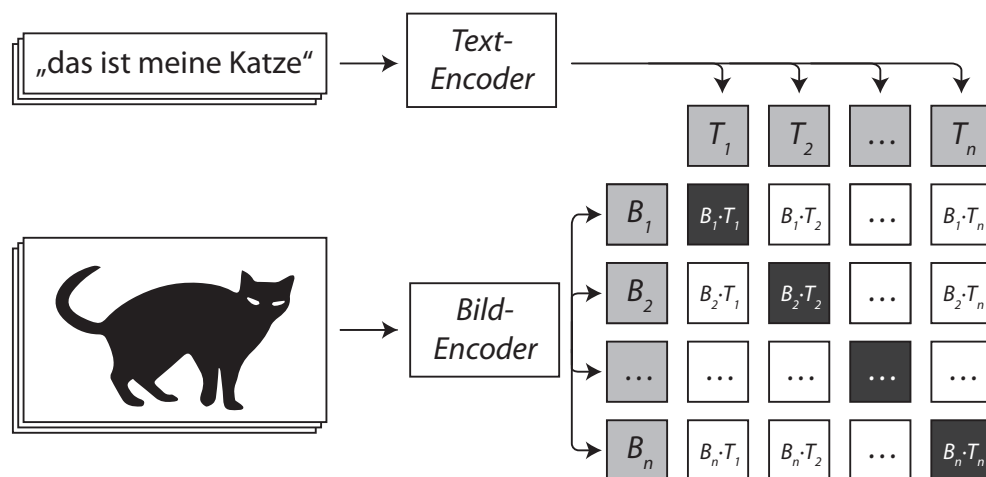 „das ist meine Katze“
Text-
Encoder
T₁ T₂ … Tₙ
B₁ B₁·T₁ B₁·T₂ … B₁·Tₙ
Bild-
Encoder
B₂ B₂·T₁ B₂·T₂ … B₂·Tₙ
… … … … …
Bₙ Bₙ·T₁ Bₙ·T₂ … Bₙ·Tₙ